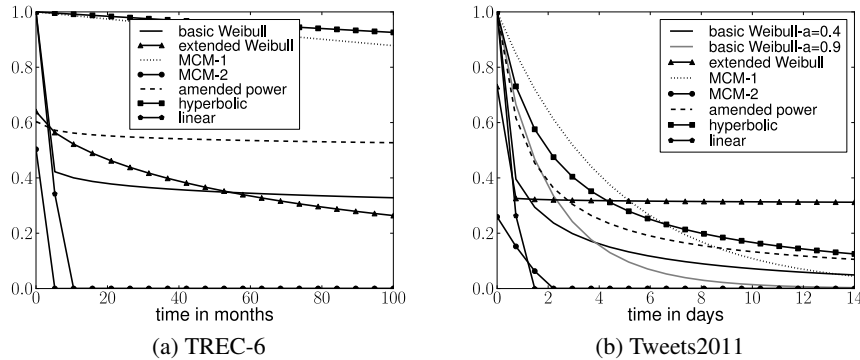 1.0
0.8
0.6
0.4
0.2
0.0
0 20 40 60 80 100
time in months
basic Weibull
extended Weibull
MCM-1
MCM-2
amended power
hyperbolic
linear
(a) TREC-6
1.0
0.8
0.6
0.4
0.2
0.0
0 2 4 6 8 10 12 14
time in days
basic Weibull-a=0.4
basic Weibull-a=0.9
extended Weibull
MCM-1
MCM-2
amended power
hyperbolic
linear
(b) Tweets2011